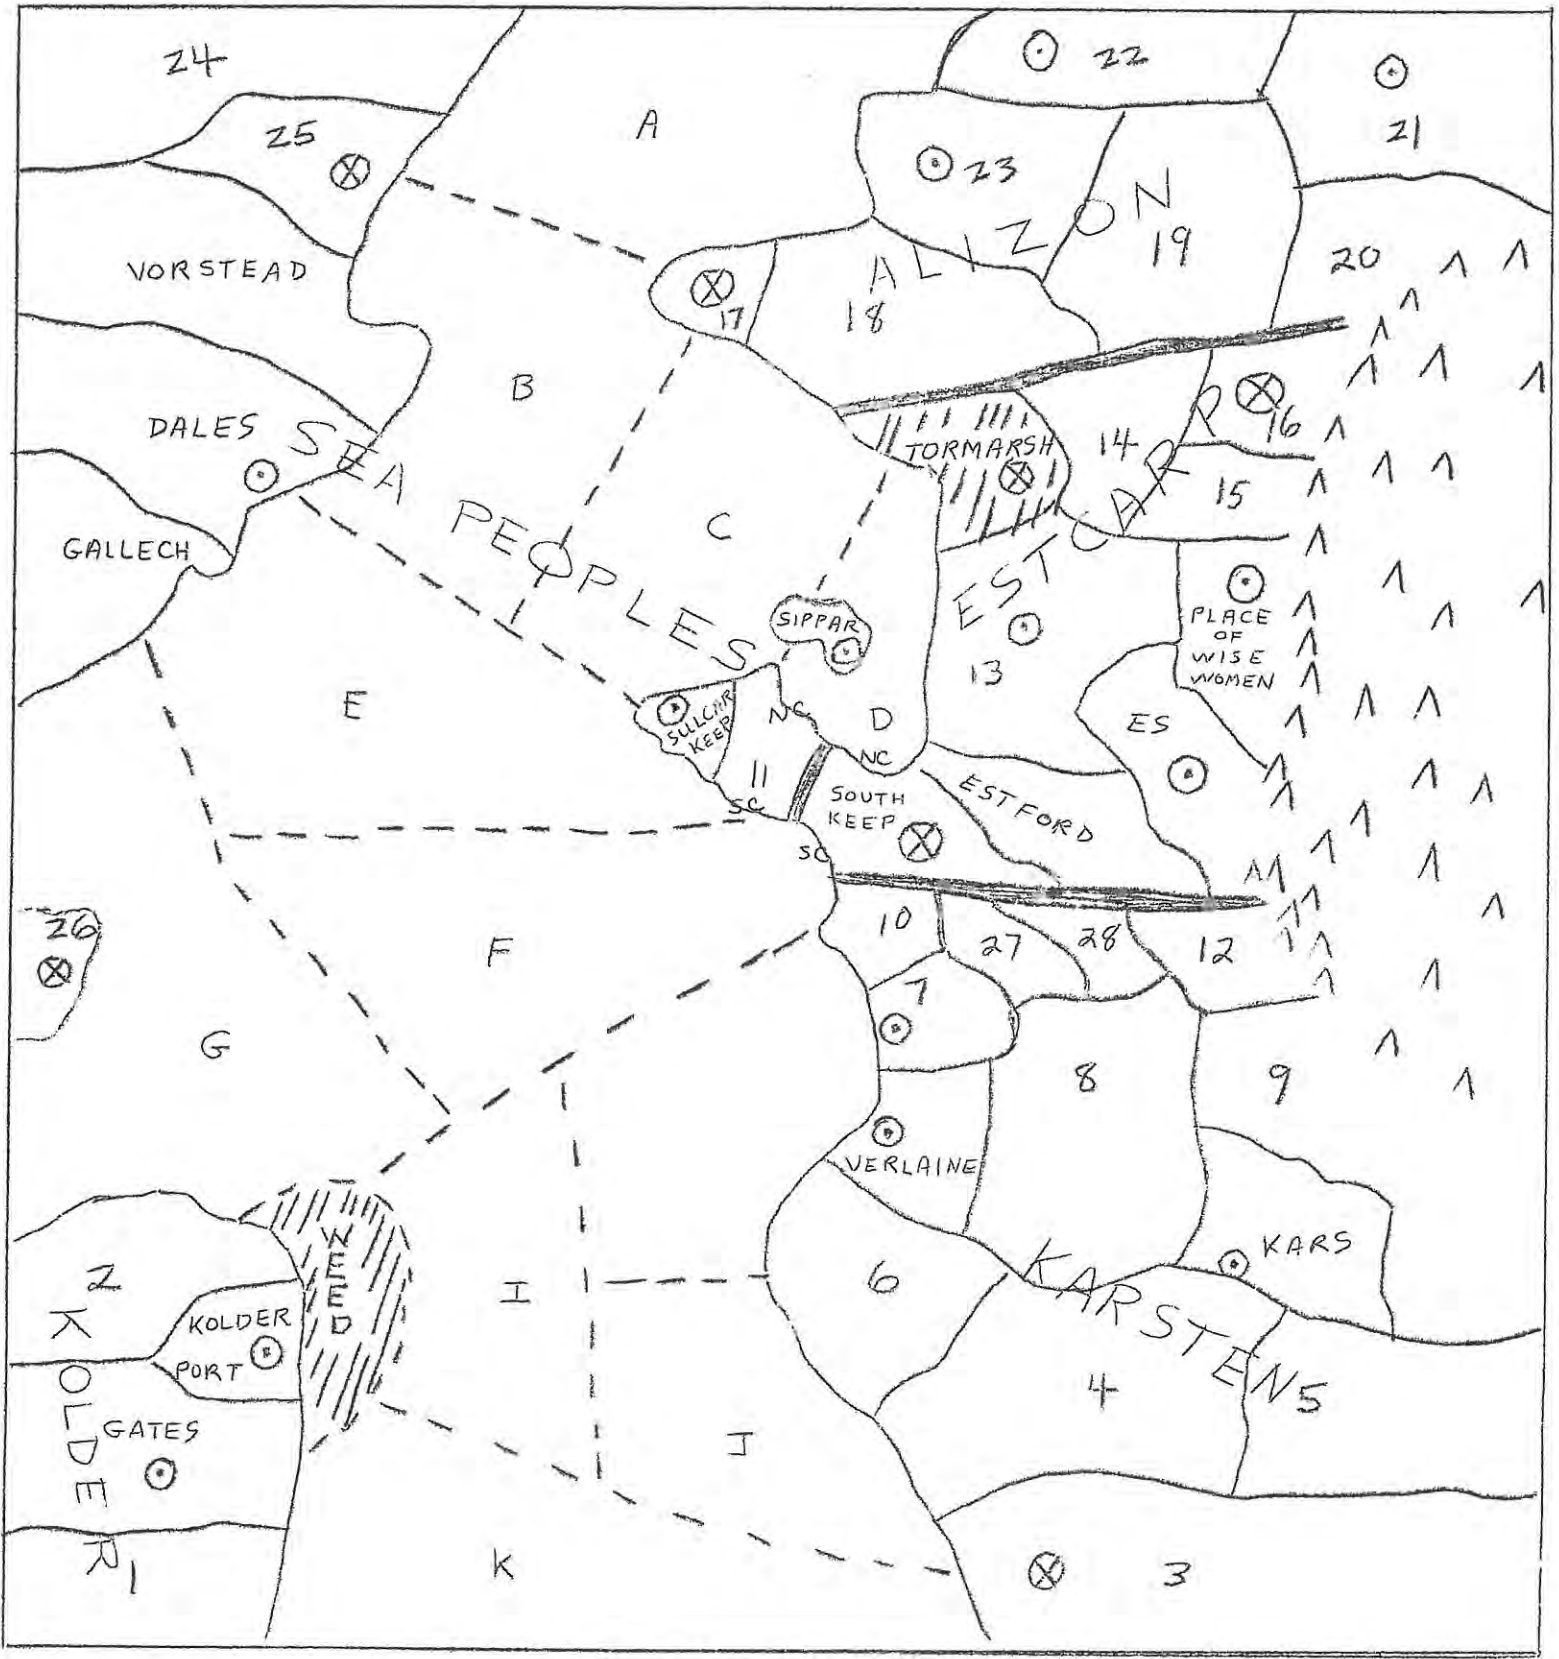 24
22
21
A
25
23
ALIZON
19
20
VORSTEAD
17
18
B
DALES
16
SEA PEOPLES
TORMARSH
14
15
GALLECH
C
ESTCARP
SIPPAR
13
PLACE
OF
WISE
WOMEN
E
SULCAR
KEEP
NC
D
NC
ES
11
SC
SOUTH
KEEP
ESTFORD
SC
26
F
10
27
28
12
7
G
8
9
VERLAINE
WEED
I
6
KARS
2
KOLDER
PORT
KARSTEN
4
5
KOLDER
GATES
J
K
3
1